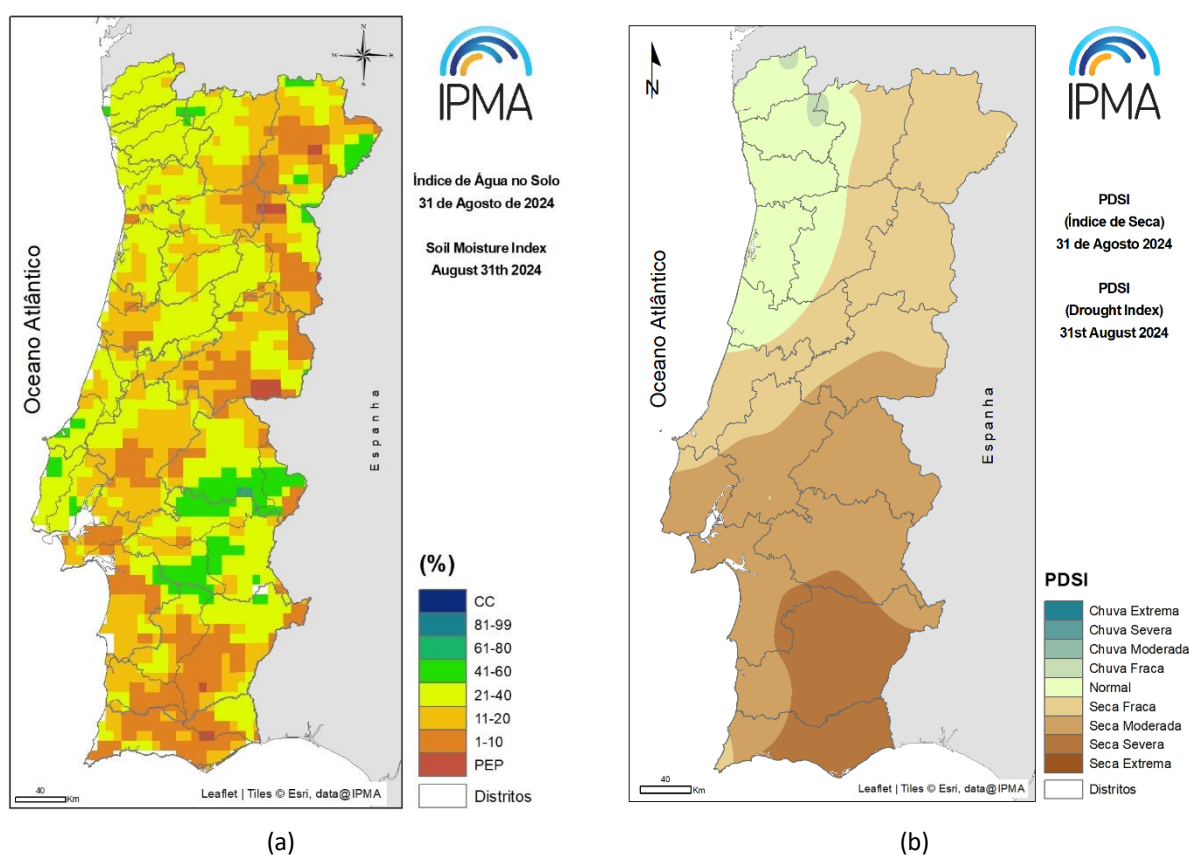 N
W
E
S
IPMA
Índice de Água no Solo
31 de Agosto de 2024
Soil Moisture Index
August 31th 2024
Oceano Atlântico
Espanha
(%)
CC
81-99
61-80
41-60
21-40
11-20
1-10
PEP
Distritos
40
Km
Leaflet | Tiles © Esri, data@IPMA
(a)
N
IPMA
PDSI
(Índice de Seca)
31 de Agosto 2024
PDSI
(Drought Index)
31st August 2024
Oceano Atlântico
Espanha
PDSI
Chuva Extrema
Chuva Severa
Chuva Moderada
Chuva Fraca
Normal
Seca Fraca
Seca Moderada
Seca Severa
Seca Extrema
Distritos
40
Km
Leaflet | Tiles © Esri, data@IPMA
(b)